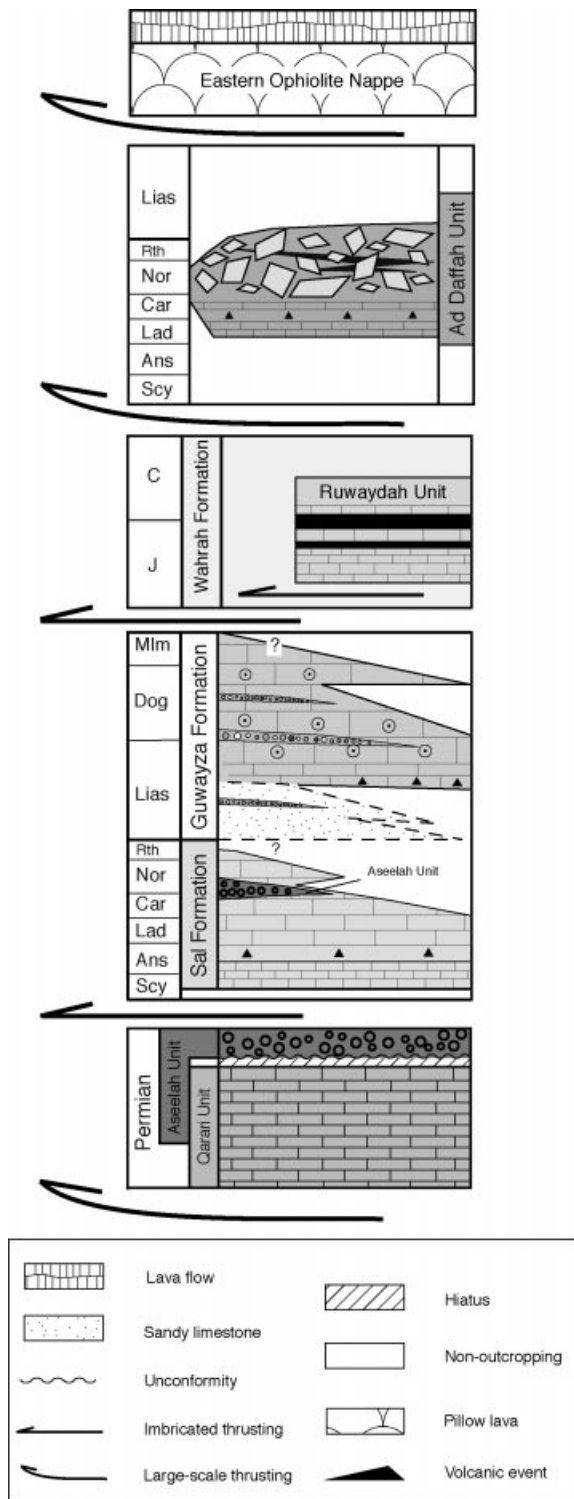 Eastern Ophiolite Nappe
Lias
Rth
Nor
Car
Lad
Ans
Scy
Ad Daffah Unit
C
J
Wahrah Formation
Ruwaydah Unit
Mlm
Dog
Lias
Rth
Nor
Car
Lad
Ans
Scy
Guwayza Formation
Sal Formation
?
?
Aseelah Unit
Permian
Aseelah Unit
Qarari Unit
Lava flow
Sandy limestone
Unconformity
Imbricated thrusting
Large-scale thrusting
Hiatus
Non-outcropping
Pillow lava
Volcanic event